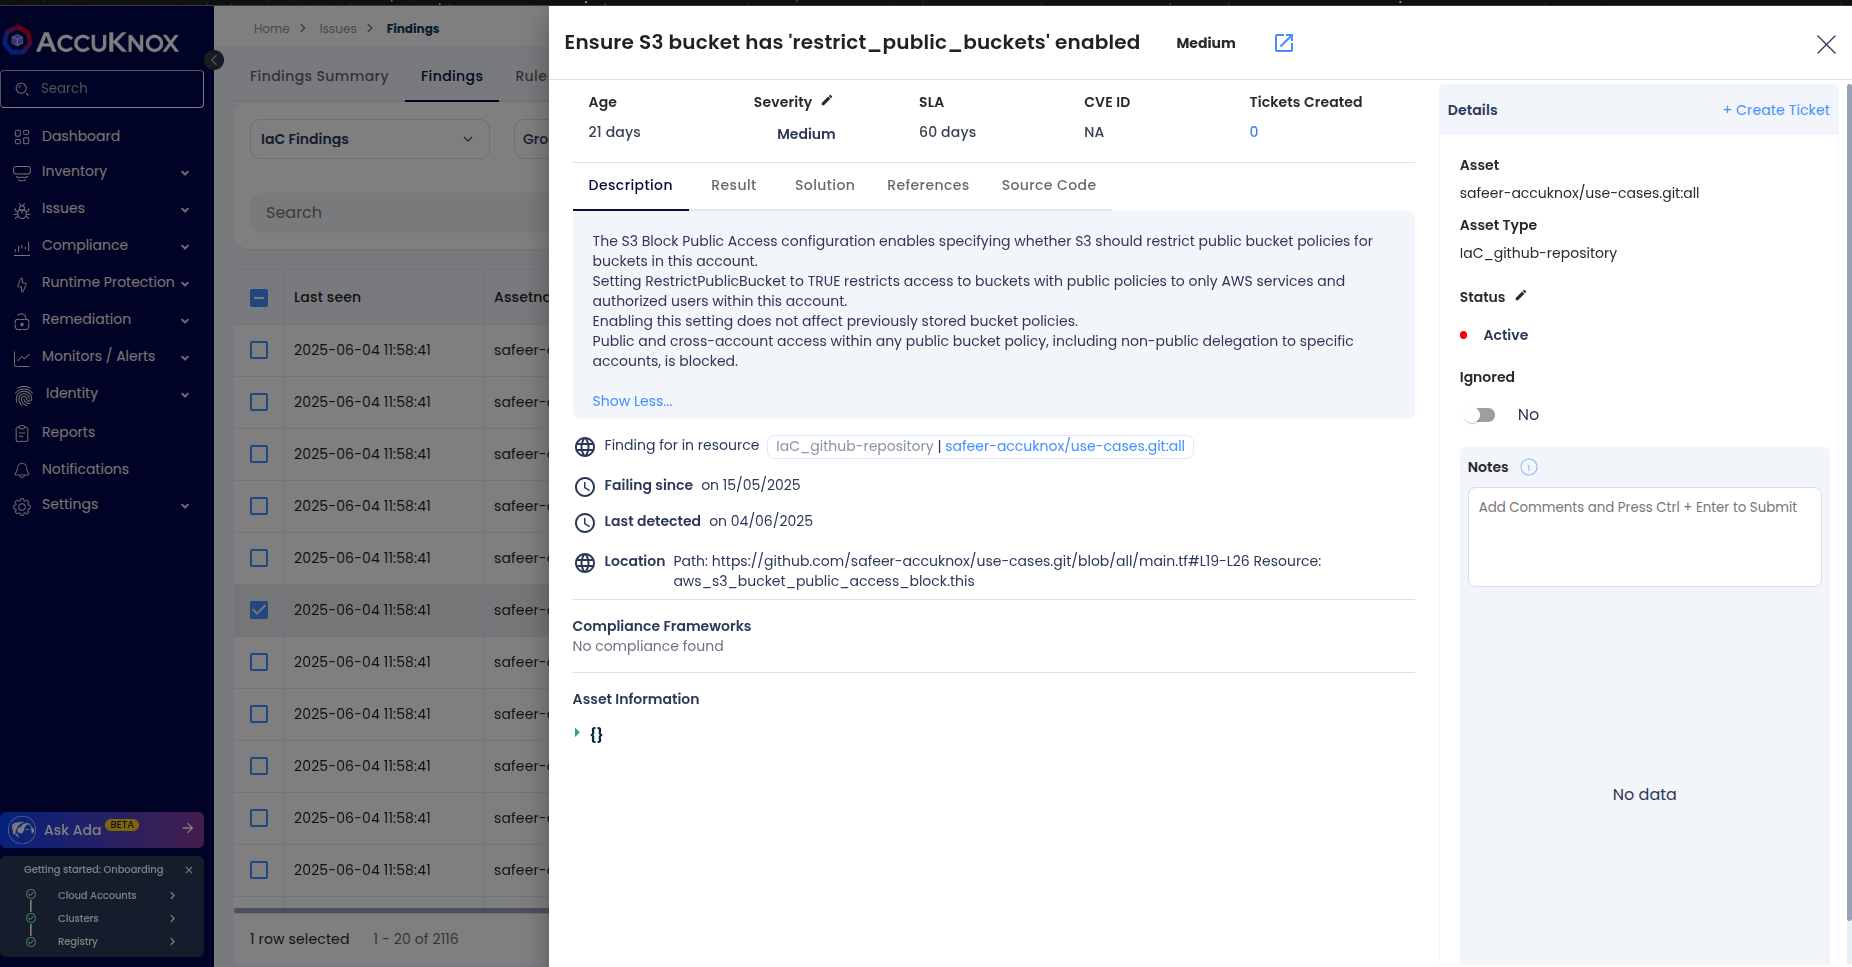 ACCUKNOX
Search
Dashboard
Inventory
Issues
Compliance
Runtime Protection
Remediation
Monitors / Alerts
Identity
Reports
Notifications
Settings
Ask Ada BETA
Getting started: Onboarding
Cloud Accounts
Clusters
Registry
Home > Issues > Findings
Findings Summary Findings Rule
IaC Findings
Gro
Search
Last seen Assetna
2025-06-04 11:58:41 safeer-
2025-06-04 11:58:41 safeer-
2025-06-04 11:58:41 safeer-
2025-06-04 11:58:41 safeer-
2025-06-04 11:58:41 safeer-
2025-06-04 11:58:41 safeer-
2025-06-04 11:58:41 safeer-
2025-06-04 11:58:41 safeer-
2025-06-04 11:58:41 safeer-
2025-06-04 11:58:41 safeer-
2025-06-04 11:58:41 safeer-
1 row selected 1 - 20 of 2116
Ensure S3 bucket has 'restrict_public_buckets' enabled Medium
Age Severity SLA CVE ID Tickets Created
21 days Medium 60 days NA 0
Description Result Solution References Source Code
The S3 Block Public Access configuration enables specifying whether S3 should restrict public bucket policies for
buckets in this account.
Setting RestrictPublicBucket to TRUE restricts access to buckets with public policies to only AWS services and
authorized users within this account.
Enabling this setting does not affect previously stored bucket policies.
Public and cross-account access within any public bucket policy, including non-public delegation to specific
accounts, is blocked.
Show Less...
Finding for in resource IaC_github-repository | safeer-accuknox/use-cases.git:all
Failing since on 15/05/2025
Last detected on 04/06/2025
Location Path: https://github.com/safeer-accuknox/use-cases.git/blob/all/main.tf#L19-L26 Resource:
aws_s3_bucket_public_access_block.this
Compliance Frameworks
No compliance found
Asset Information
{}
Details + Create Ticket
Asset
safeer-accuknox/use-cases.git:all
Asset Type
IaC_github-repository
Status
Active
Ignored
No
Notes
Add Comments and Press Ctrl + Enter to Submit
No data